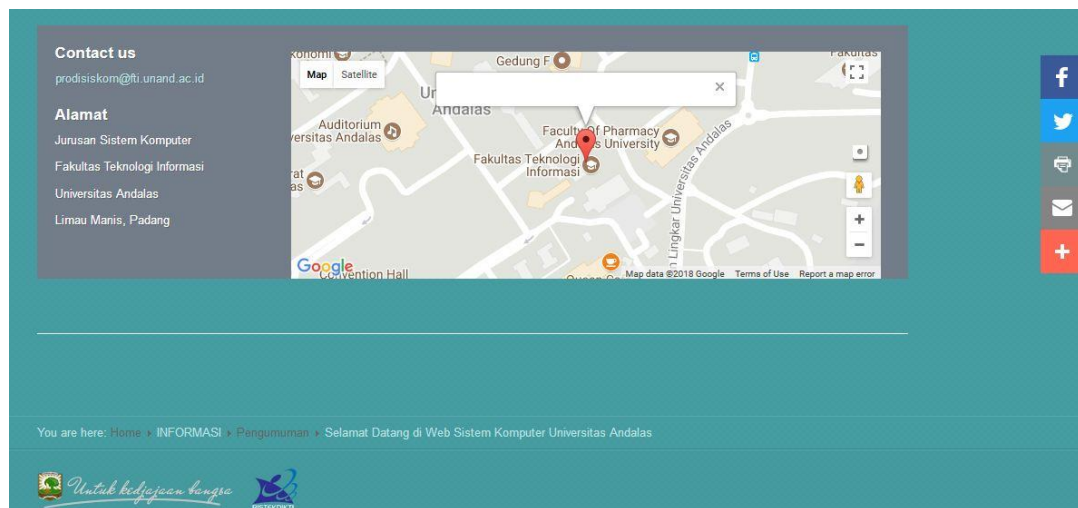 Contact us
prodisiskom@fti.unand.ac.id
Alamat
Jurusan Sistem Komputer
Fakultas Teknologi Informasi
Universitas Andalas
Limau Manis, Padang
Map Satellite
Gedung F
Andalas
Auditorium
versitas Andalas
Faculty Of Pharmacy
Andalas University
Fakultas Teknologi
Informasi
Lingkar Universitas Andalas
Convention Hall
Google
Map data ©2018 Google Terms of Use Report a map error
You are here: Home INFORMASI Pengumuman Selamat Datang di Web Sistem Komputer Universitas Andalas
Untuk kedjajaan bangsa
RISTEKDIKTI